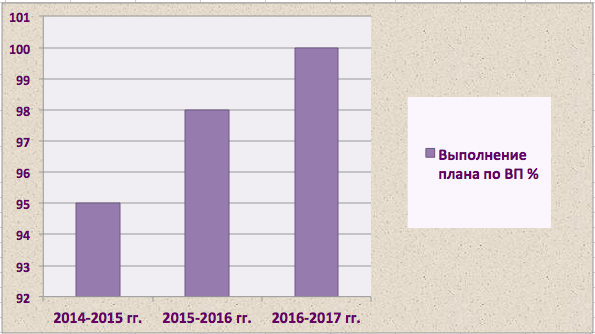 101
100
99
98
97
96
95
94
93
92
2014-2015 гг.
2015-2016 гг.
2016-2017 гг.
Выполнение
плана по ВП %